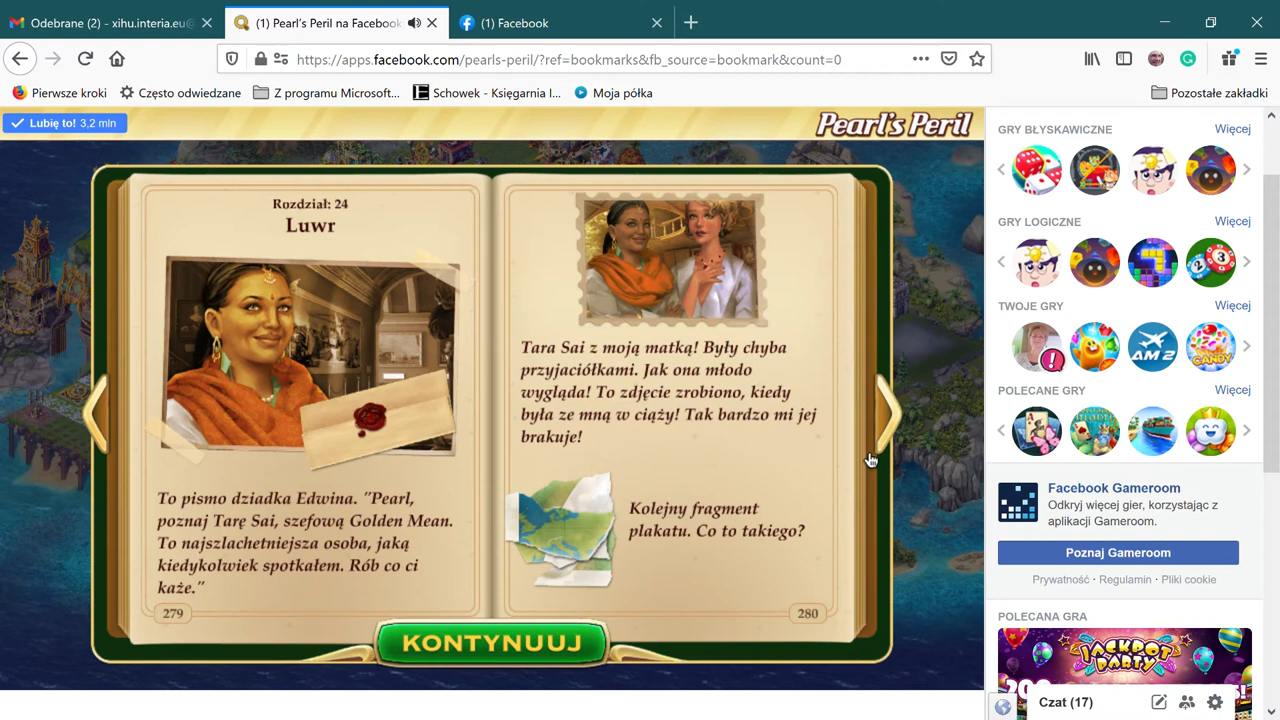 Odebrane (2) - xihu.interia.eu@
(1) Pearl's Peril na Facebook
(1) Facebook
https://apps.facebook.com/pearls-peril/?ref=bookmarks&fb_source=bookmark&count=0
Pierwsze kroki
Często odwiedzane
Z programu Microsoft...
Schowek - Księgarnia I...
Moja półka
Pozostałe zakładki
Lubię to! 3,2 mln
Pearl's Peril
Rozdział: 24
Luwr
To pismo dziadka Edwina. "Pearl,
poznaj Tarę Sai, szefową Golden Mean.
To najszlachetniejsza osoba, jaką
kiedykolwiek spotkałem. Rób co ci
każe."
279
Tara Sai z moją matką! Były chyba
przyjaciółkami. Jak ona młodo
wygląda! To zdjęcie zrobiono, kiedy
była ze mną w ciąży! Tak bardzo mi jej
brakuje!
Kolejny fragment
plakatu. Co to takiego?
280
KONTYNUUJ
GRY BŁYSKAWICZNE
Więcej
GRY LOGICZNE
Więcej
2 3
TWOJE GRY
Więcej
AM2
CANDY
POLECANE GRY
Więcej
Facebook Gameroom
Odkryj więcej gier, korzystając z
aplikacji Gameroom.
Poznaj Gameroom
Prywatność · Regulamin · Pliki cookie
POLECANA GRA
JACKPOT
PARTY
Czat (17)